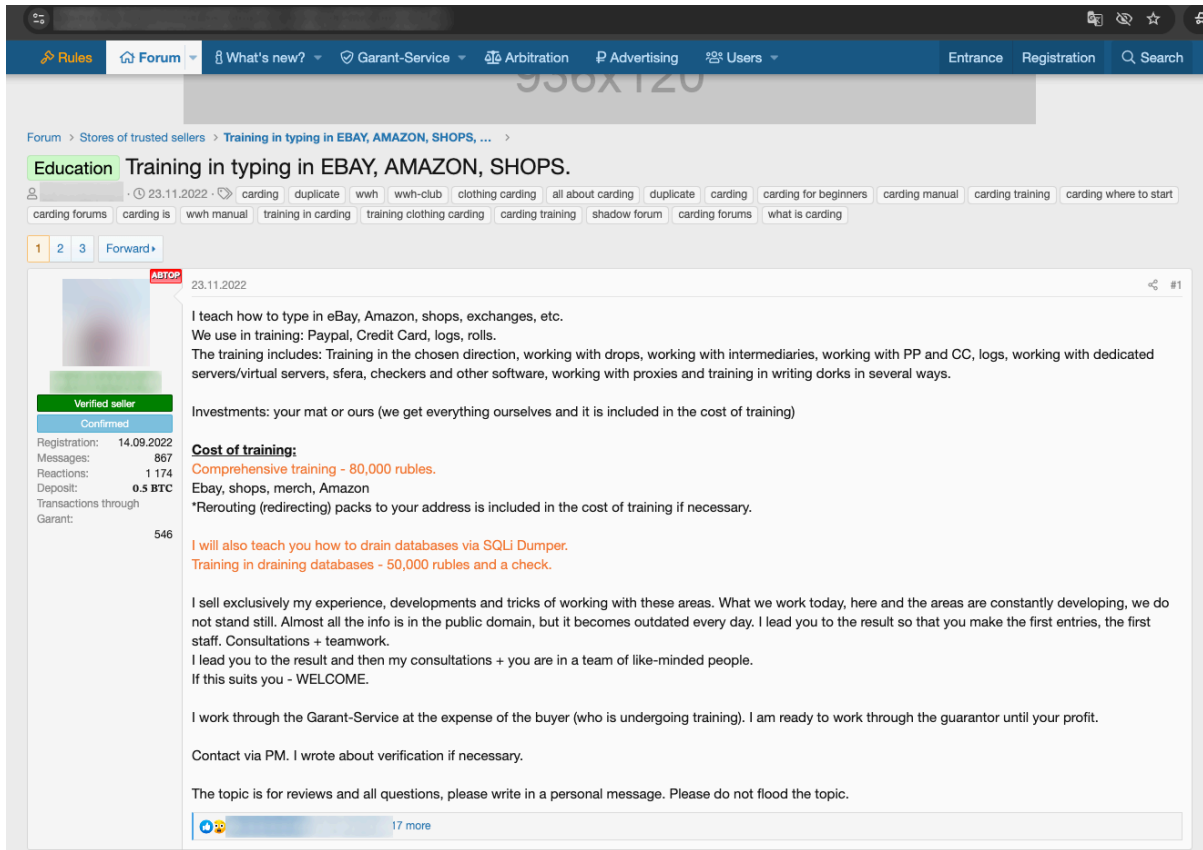 Rules
Forum
What's new?
Garant-Service
Arbitration
Advertising
Users
Entrance
Registration
Search
936x120
Forum > Stores of trusted sellers > Training in typing in EBAY, AMAZON, SHOPS, ... >
Education Training in typing in EBAY, AMAZON, SHOPS.
· 23.11.2022 · carding duplicate wwh wwh-club clothing carding all about carding duplicate carding carding for beginners carding manual carding training carding where to start
carding forums carding is wwh manual training in carding training clothing carding carding training shadow forum carding forums what is carding
1 2 3 Forward
АВТОР
Verified seller
Confirmed
Registration: 14.09.2022
Messages: 867
Reactions: 1 174
Deposit: 0.5 BTC
Transactions through
Garant:
546
23.11.2022 #1
I teach how to type in eBay, Amazon, shops, exchanges, etc.
We use in training: Paypal, Credit Card, logs, rolls.
The training includes: Training in the chosen direction, working with drops, working with intermediaries, working with PP and CC, logs, working with dedicated
servers/virtual servers, sfera, checkers and other software, working with proxies and training in writing dorks in several ways.
Investments: your mat or ours (we get everything ourselves and it is included in the cost of training)
Cost of training:
Comprehensive training - 80,000 rubles.
Ebay, shops, merch, Amazon
*Rerouting (redirecting) packs to your address is included in the cost of training if necessary.
I will also teach you how to drain databases via SQLi Dumper.
Training in draining databases - 50,000 rubles and a check.
I sell exclusively my experience, developments and tricks of working with these areas. What we work today, here and the areas are constantly developing, we do
not stand still. Almost all the info is in the public domain, but it becomes outdated every day. I lead you to the result so that you make the first entries, the first
staff. Consultations + teamwork.
I lead you to the result and then my consultations + you are in a team of like-minded people.
If this suits you - WELCOME.
I work through the Garant-Service at the expense of the buyer (who is undergoing training). I am ready to work through the guarantor until your profit.
Contact via PM. I wrote about verification if necessary.
The topic is for reviews and all questions, please write in a personal message. Please do not flood the topic.
17 more